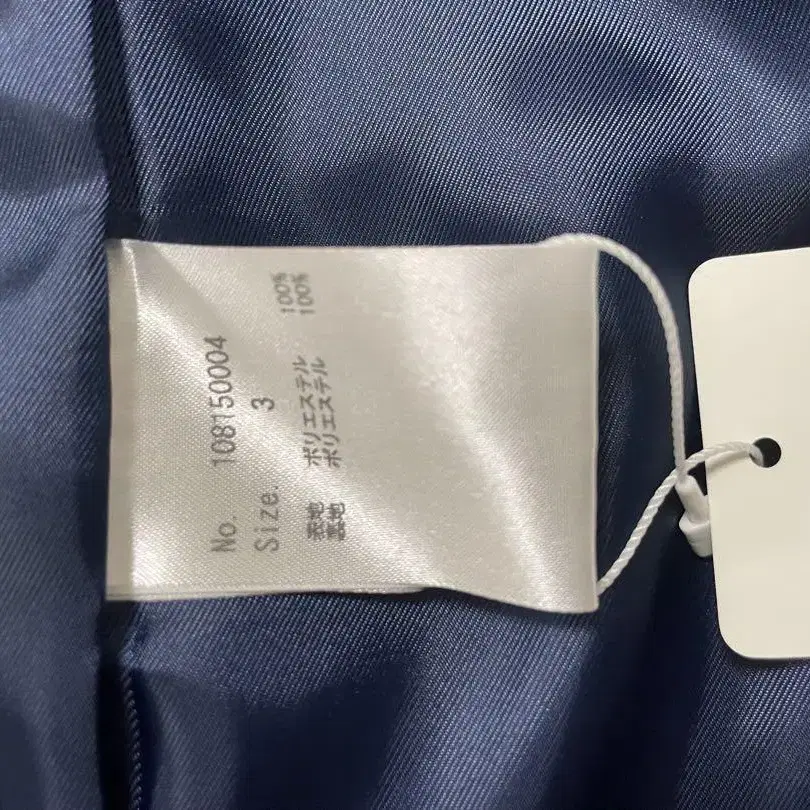 No. 108150004
Size. 3
表地 ポリエステル 100%
裏地 ポリエステル 100%